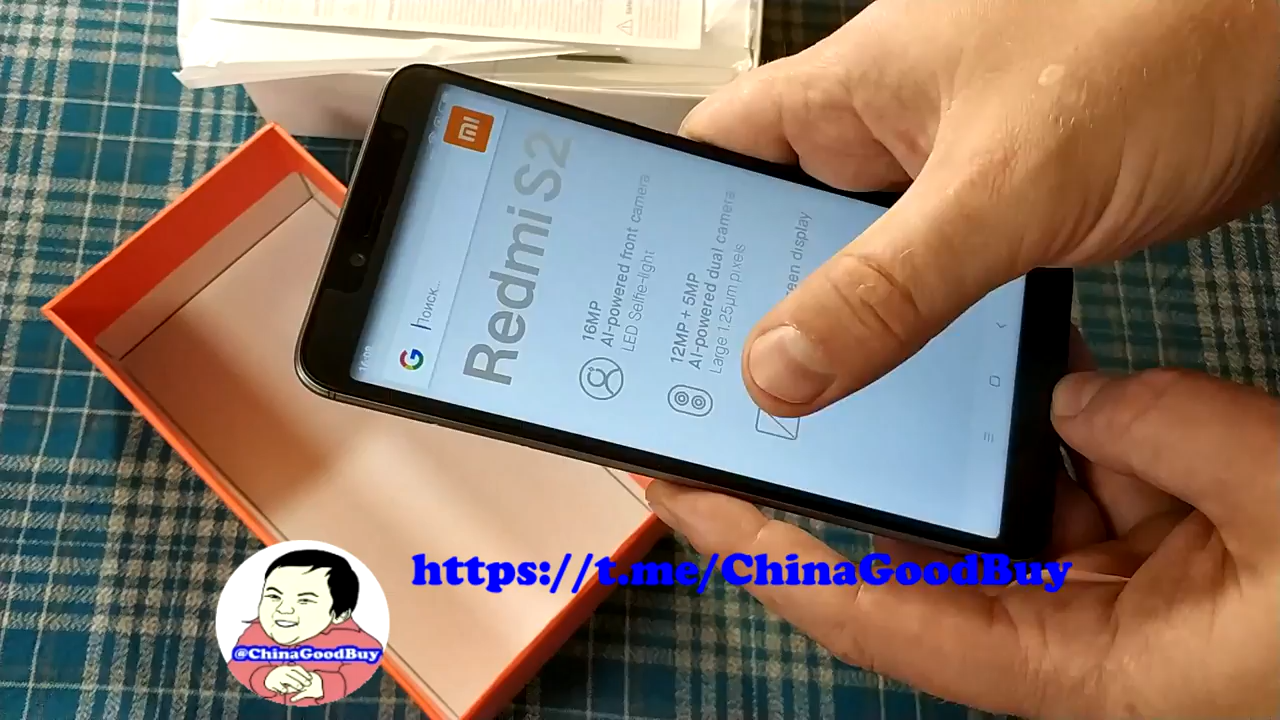 mi
Поиск...
Redmi S2
16MP
AI-powered front camera
LED Selfie-light
12MP + 5MP
AI-powered dual camera
Large 1.25µm pixels
display
https://t.me/ChinaGoodBuy
@ChinaGoodBuy